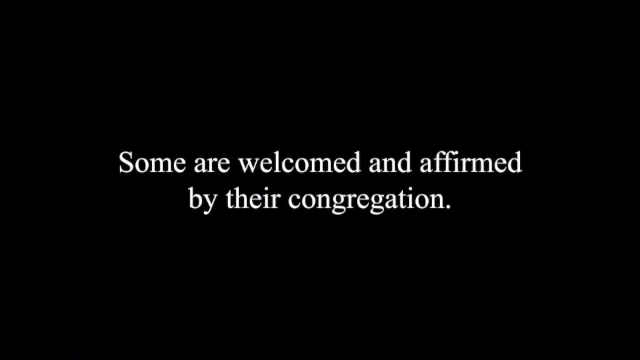 Some are welcomed and affirmed
by their congregation.